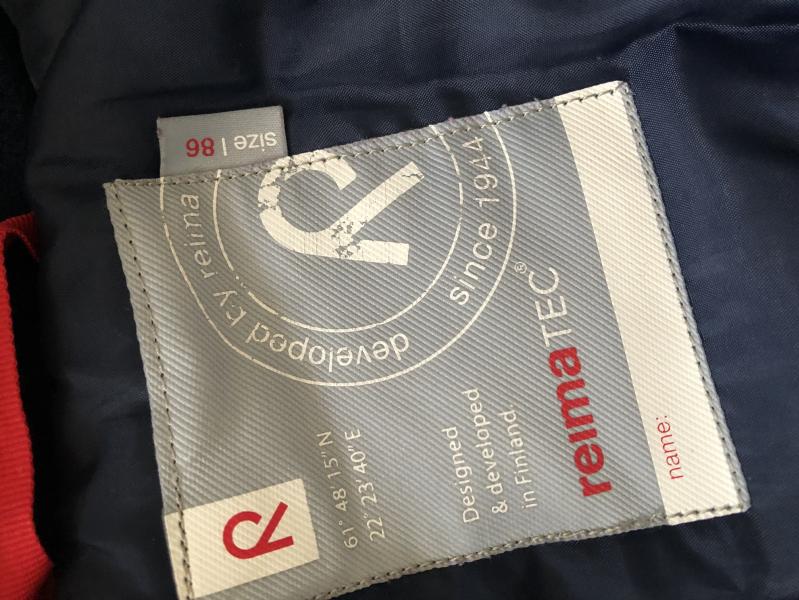 size | 86
developed by reima
since 1944
61° 48'15"N
22° 23'40"E
Designed
& developed
in Finland.
reimaTEC®
name: